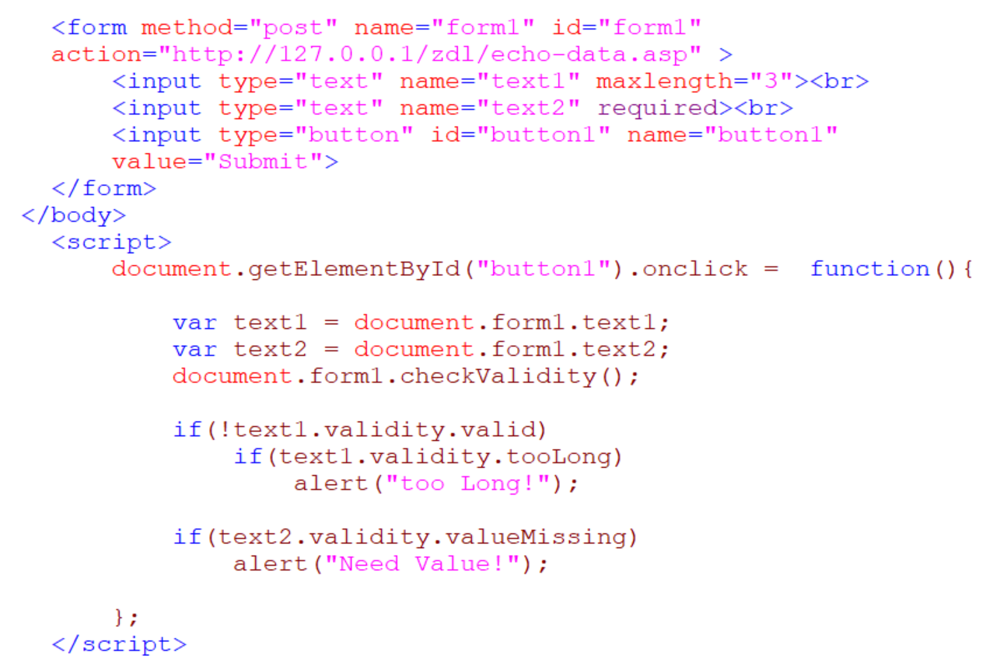 <form method="post" name="form1" id="form1"
action="http://127.0.0.1/zdl/echo-data.asp" >
<input type="text" name="text1" maxlength="3"><br>
<input type="text" name="text2" required><br>
<input type="button" id="button1" name="button1"
value="Submit">
</form>
</body>
<script>
document.getElementById("button1").onclick =  function(){
var text1 = document.form1.text1;
var text2 = document.form1.text2;
document.form1.checkValidity();
if(!text1.validity.valid)
if(text1.validity.tooLong)
alert("too Long!");
if(text2.validity.valueMissing)
alert("Need Value!");
};
</script>